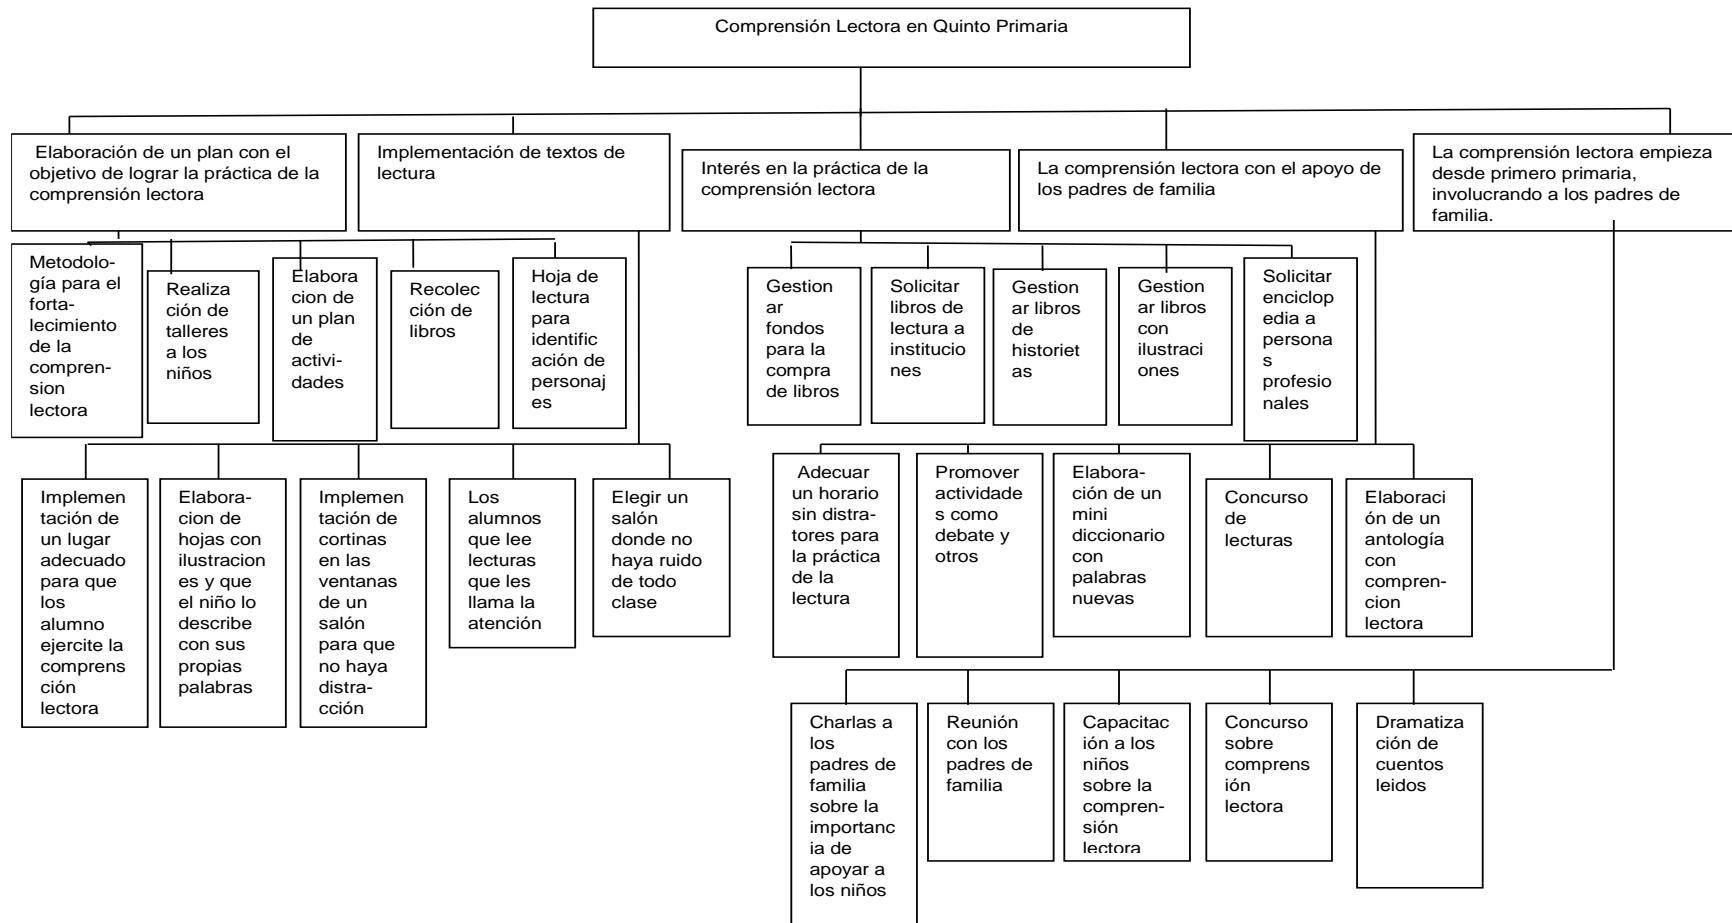 Comprensión Lectora en Quinto Primaria
Elaboración de un plan con el
objetivo de lograr la práctica de la
comprensión lectora
Implementación de textos de
lectura
Interés en la práctica de la
comprensión lectora
La comprensión lectora con el apoyo de
los padres de familia
La comprensión lectora empieza
desde primero primaria,
involucrando a los padres de
familia.
Metodolo-
gía para el
forta-
lecimiento
de la
compren-
sion
lectora
Realiza
ción de
talleres
a los
niños
Elabora
cion de
un plan
de
activi-
dades
Recolec
ción de
libros
Hoja de
lectura
para
identific
ación de
personaj
es
Gestion
ar
fondos
para la
compra
de libros
Solicitar
libros de
lectura a
institucio
nes
Gestion
ar libros
de
historiet
as
Gestion
ar libros
con
ilustraci
ones
Solicitar
enciclop
edia a
persona
s
profesio
nales
Implemen
tación de
un lugar
adecuado
para que
los
alumno
ejercite la
comprens
ción
lectora
Elabora-
cion de
hojas con
ilustracion
es y que
el niño lo
describe
con sus
propias
palabras
Implemen
tación de
cortinas
en las
ventanas
de un
salón
para que
no haya
distra-
cción
Los
alumnos
que lee
lecturas
que les
llama la
atención
Elegir un
salón
donde no
haya ruido
de todo
clase
Adecuar
un horario
sin distra-
tores para
la práctica
de la
lectura
Promover
actividade
s como
debate y
otros
Elabora-
ción de un
mini
diccionario
con
palabras
nuevas
Concurso
de
lecturas
Elaboraci
ón de un
antología
con
compren-
cion
lectora
Charlas a
los
padres de
familia
sobre la
importanc
ia de
apoyar a
los niños
Reunión
con los
padres de
familia
Capacitac
ión a los
niños
sobre la
compren-
sión
lectora
Concurso
sobre
comprens
ión
lectora
Dramatiza
ción de
cuentos
leidos